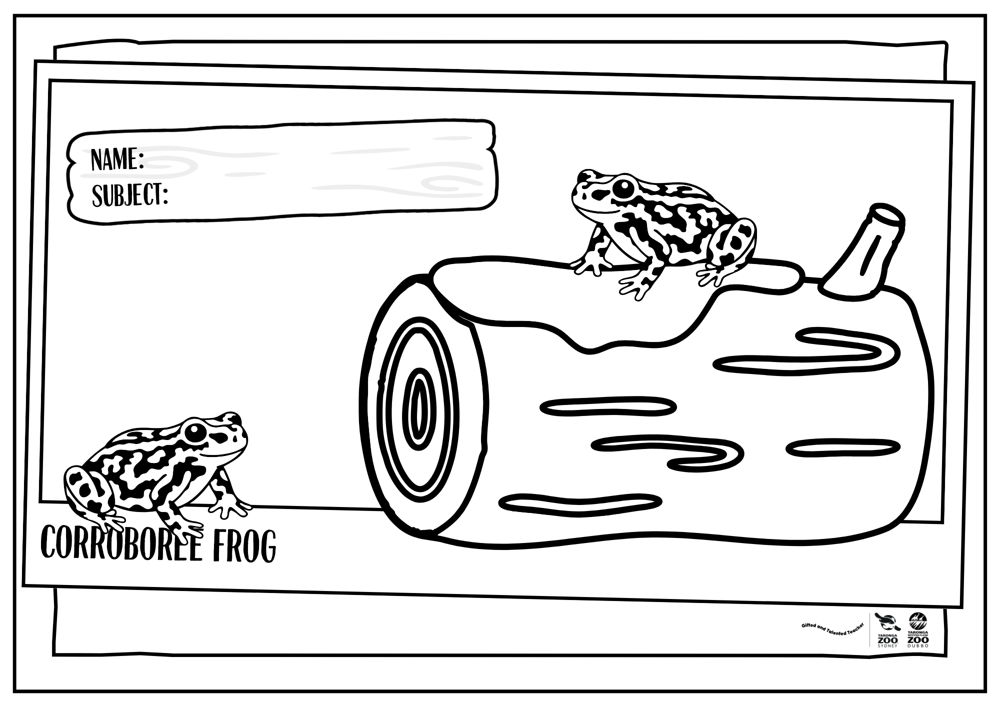 NAME:
SUBJECT:
CORROBOREE FROG
Gifted and Talented Teacher
TARONGA
ZOO
SYDNEY
TARONGA
WESTERN PLAINS
ZOO
DUBBO